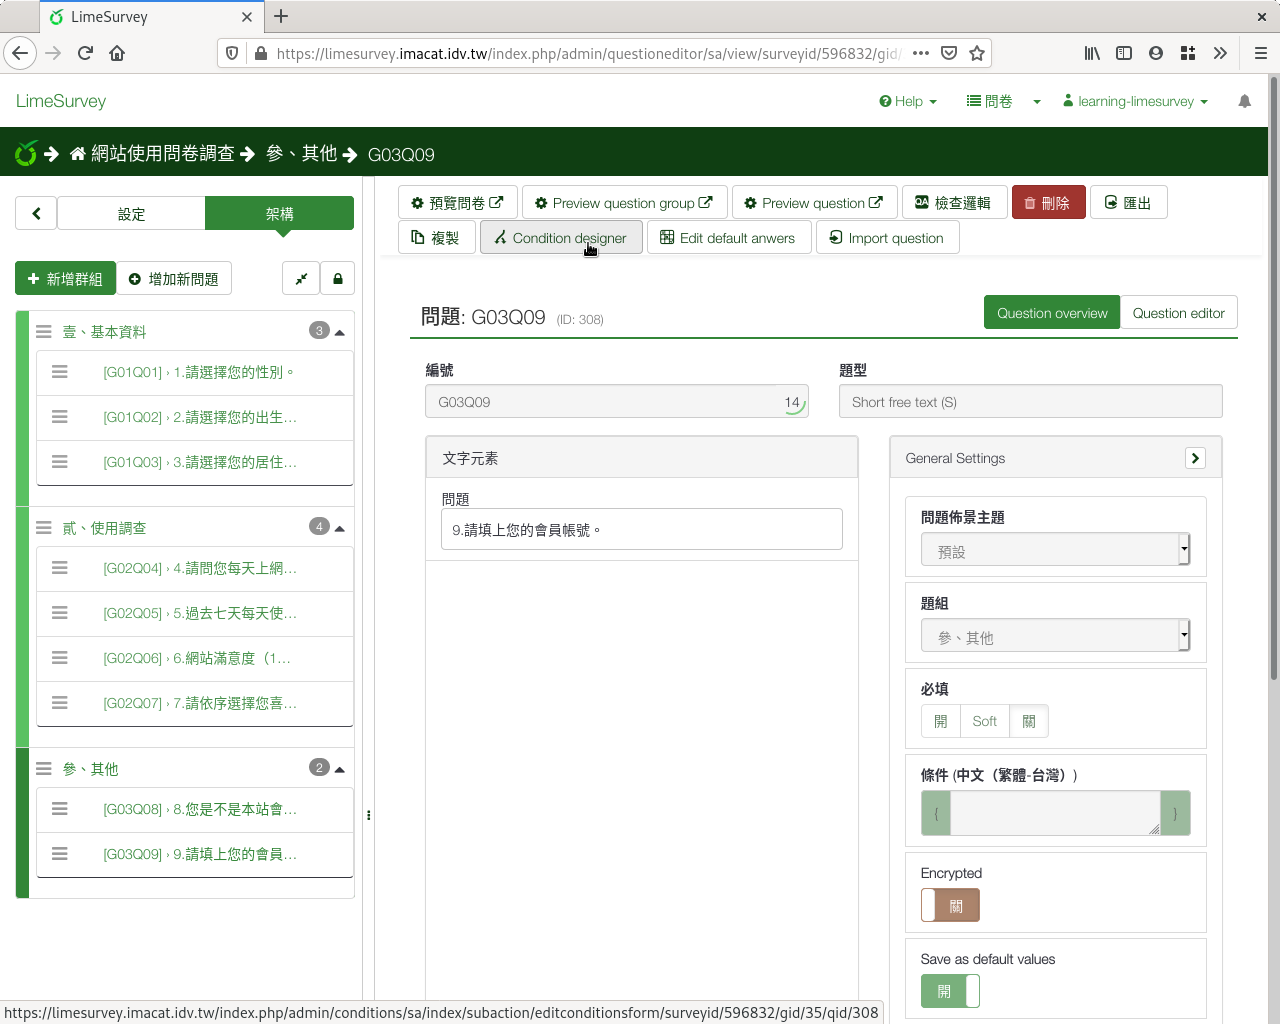 LimeSurvey
https://limesurvey.imacat.idv.tw/index.php/admin/questioneditor/sa/view/surveyid/596832/gid/
LimeSurvey
Help
問卷
learning-limesurvey
網站使用問卷調查
參、其他
G03Q09
設定
架構
預覽問卷
Preview question group
Preview question
檢查邏輯
刪除
匯出
複製
Condition designer
Edit default anwers
Import question
新增群組
增加新問題
壹、基本資料 3
[G01Q01] › 1.請選擇您的性別。
[G01Q02] › 2.請選擇您的出生…
[G01Q03] › 3.請選擇您的居住…
貳、使用調查 4
[G02Q04] › 4.請問您每天上網…
[G02Q05] › 5.過去七天每天使…
[G02Q06] › 6.網站滿意度（1…
[G02Q07] › 7.請依序選擇您喜…
參、其他 2
[G03Q08] › 8.您是不是本站會…
[G03Q09] › 9.請填上您的會員…
問題: G03Q09 (ID: 308)
Question overview
Question editor
編號
G03Q09 14
題型
Short free text (S)
文字元素
問題
9.請填上您的會員帳號。
General Settings
問題佈景主題
預設
題組
參、其他
必填
開 Soft 關
條件 (中文（繁體-台灣）)
{ }
Encrypted
關
Save as default values
開
https://limesurvey.imacat.idv.tw/index.php/admin/conditions/sa/index/subaction/editconditionsform/surveyid/596832/gid/35/qid/308